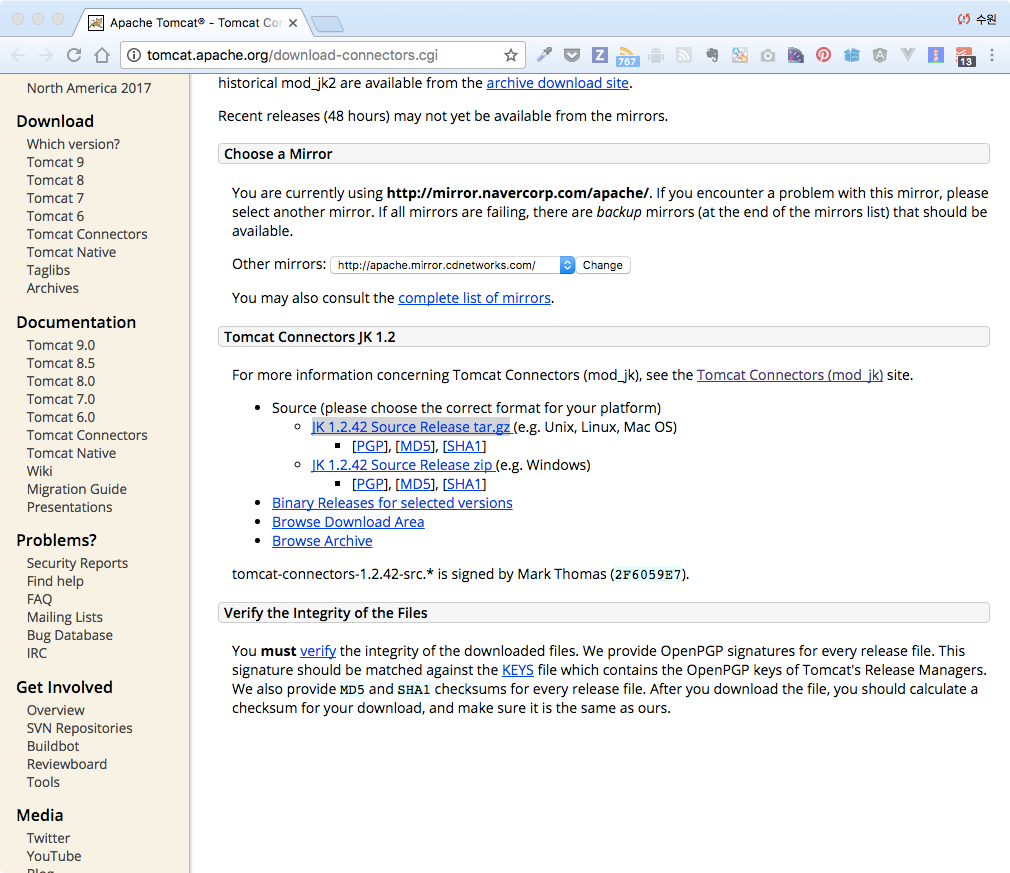 Apache Tomcat® - Tomcat Co
수원
tomcat.apache.org/download-connectors.cgi
767
13
North America 2017
Download
Which version?
Tomcat 9
Tomcat 8
Tomcat 7
Tomcat 6
Tomcat Connectors
Tomcat Native
Taglibs
Archives
Documentation
Tomcat 9.0
Tomcat 8.5
Tomcat 8.0
Tomcat 7.0
Tomcat 6.0
Tomcat Connectors
Tomcat Native
Wiki
Migration Guide
Presentations
Problems?
Security Reports
Find help
FAQ
Mailing Lists
Bug Database
IRC
Get Involved
Overview
SVN Repositories
Buildbot
Reviewboard
Tools
Media
Twitter
YouTube
Blog
historical mod_jk2 are available from the archive download site.
Recent releases (48 hours) may not yet be available from the mirrors.
Choose a Mirror
You are currently using http://mirror.navercorp.com/apache/. If you encounter a problem with this mirror, please
select another mirror. If all mirrors are failing, there are backup mirrors (at the end of the mirrors list) that should be
available.
Other mirrors: http://apache.mirror.cdnetworks.com/ Change
You may also consult the complete list of mirrors.
Tomcat Connectors JK 1.2
For more information concerning Tomcat Connectors (mod_jk), see the Tomcat Connectors (mod_jk) site.
• Source (please choose the correct format for your platform)
◦ JK 1.2.42 Source Release tar.gz (e.g. Unix, Linux, Mac OS)
▪ [PGP], [MD5], [SHA1]
◦ JK 1.2.42 Source Release zip (e.g. Windows)
▪ [PGP], [MD5], [SHA1]
• Binary Releases for selected versions
• Browse Download Area
• Browse Archive
tomcat-connectors-1.2.42-src.* is signed by Mark Thomas (2F6059E7).
Verify the Integrity of the Files
You must verify the integrity of the downloaded files. We provide OpenPGP signatures for every release file. This
signature should be matched against the KEYS file which contains the OpenPGP keys of Tomcat's Release Managers.
We also provide MD5 and SHA1 checksums for every release file. After you download the file, you should calculate a
checksum for your download, and make sure it is the same as ours.